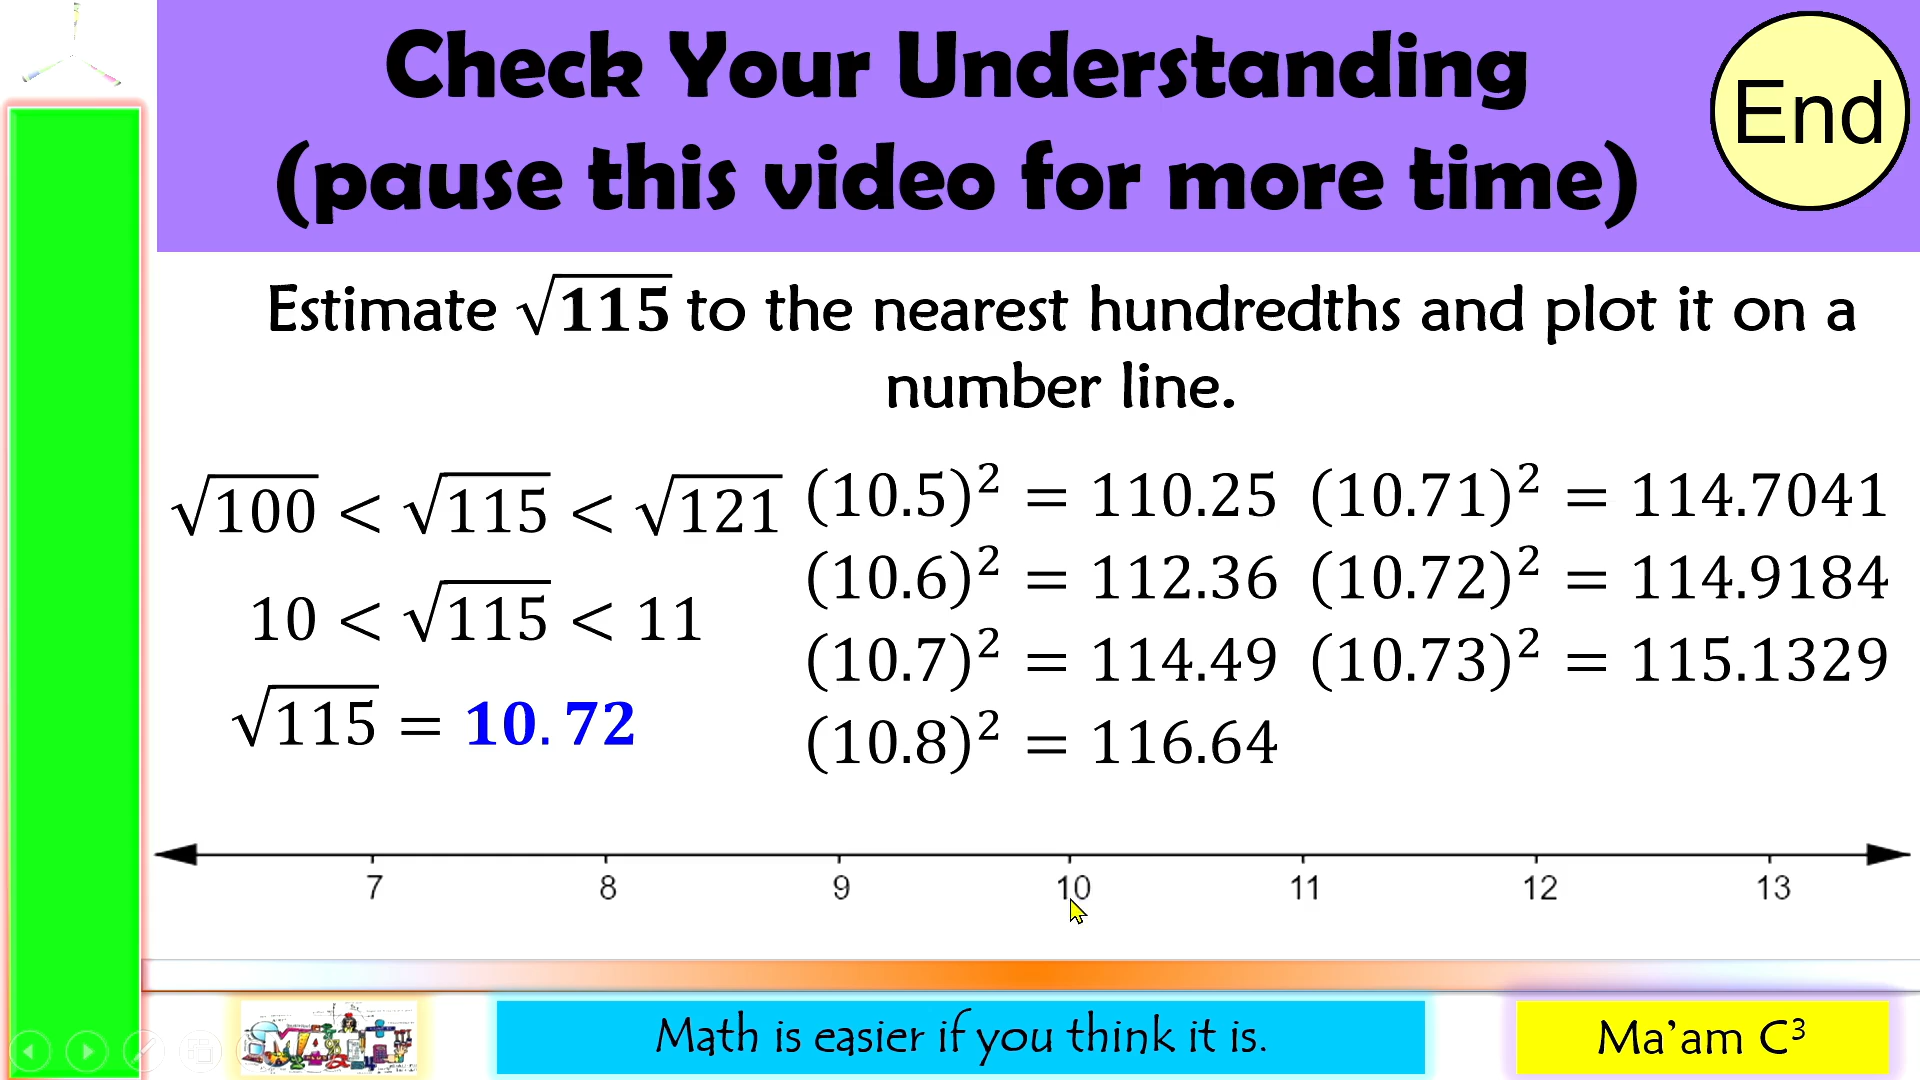 Check Your Understanding
(pause this video for more time)
End
Estimate √115 to the nearest hundredths and plot it on a
number line.
√100 < √115 < √121
10 < √115 < 11
√115 = 10.72
(10.5)² = 110.25
(10.6)² = 112.36
(10.7)² = 114.49
(10.8)² = 116.64
(10.71)² = 114.7041
(10.72)² = 114.9184
(10.73)² = 115.1329
7 8 9 10 11 12 13
MATH
Math is easier if you think it is.
Ma’am C³